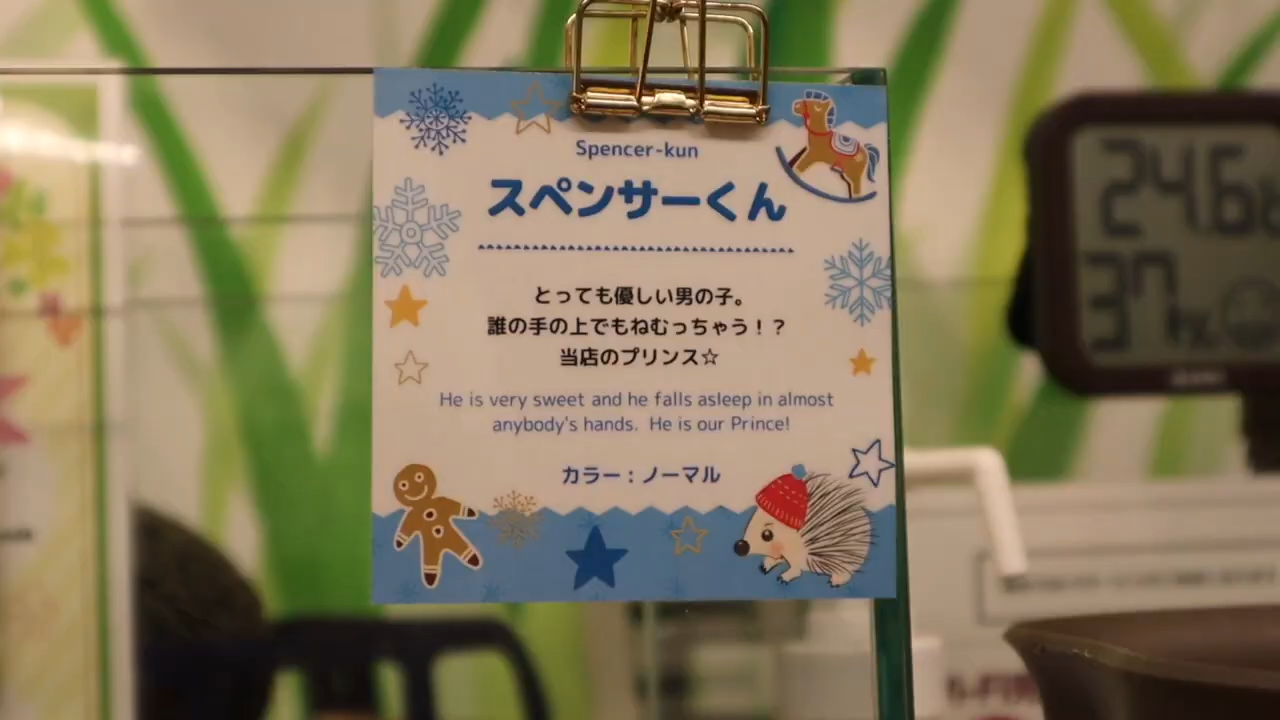 Spencer-kun
スペンサーくん
とっても優しい男の子。
誰の手の上でもねむっちゃう！？
当店のプリンス☆
He is very sweet and he falls asleep in almost
anybody's hands. He is our Prince!
カラー：ノーマル
24.6
37%